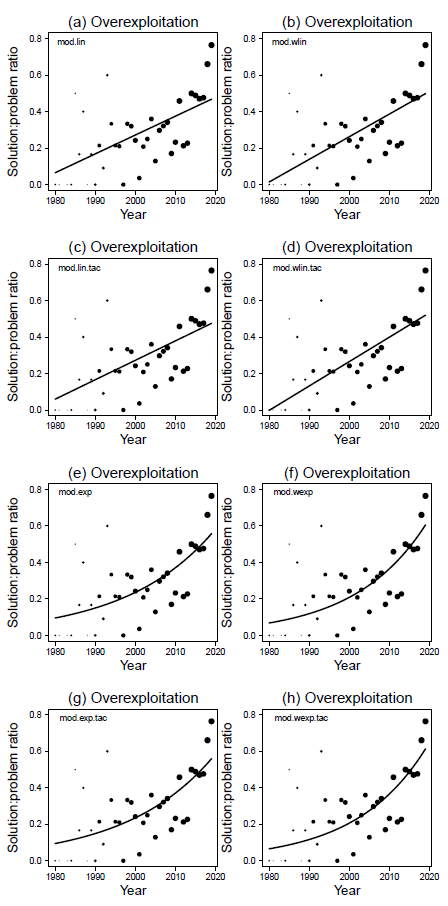 (a) Overexploitation
(b) Overexploitation
mod.lin
mod.wlin
Solution:problem ratio
Solution:problem ratio
0.8
0.6
0.4
0.2
0.0
0.8
0.6
0.4
0.2
0.0
1980 1990 2000 2010 2020
1980 1990 2000 2010 2020
Year
Year
(c) Overexploitation
(d) Overexploitation
mod.lin.tac
mod.wlin.tac
Solution:problem ratio
Solution:problem ratio
0.8
0.6
0.4
0.2
0.0
0.8
0.6
0.4
0.2
0.0
1980 1990 2000 2010 2020
1980 1990 2000 2010 2020
Year
Year
(e) Overexploitation
(f) Overexploitation
mod.exp
mod.wexp
Solution:problem ratio
Solution:problem ratio
0.8
0.6
0.4
0.2
0.0
0.8
0.6
0.4
0.2
0.0
1980 1990 2000 2010 2020
1980 1990 2000 2010 2020
Year
Year
(g) Overexploitation
(h) Overexploitation
mod.exp.tac
mod.wexp.tac
Solution:problem ratio
Solution:problem ratio
0.8
0.6
0.4
0.2
0.0
0.8
0.6
0.4
0.2
0.0
1980 1990 2000 2010 2020
1980 1990 2000 2010 2020
Year
Year